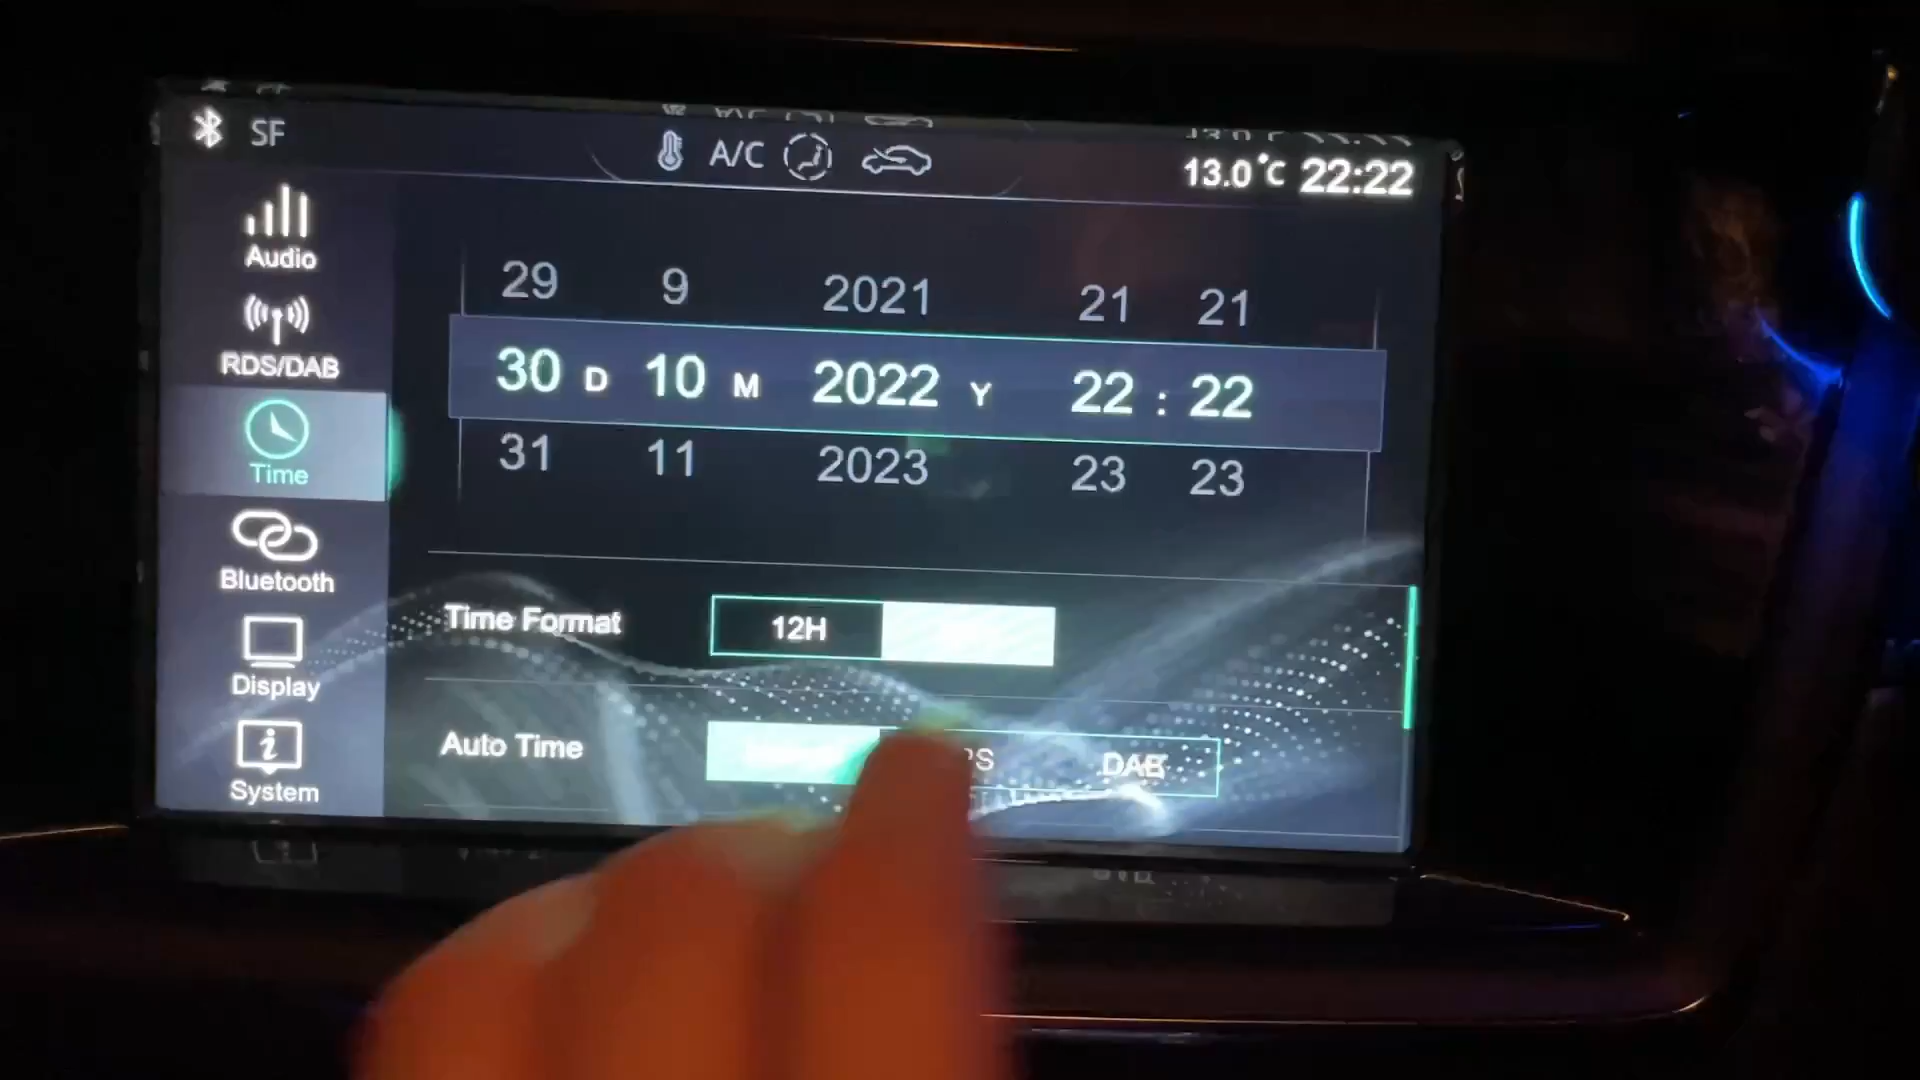 SF
A/C
13.0°C 22:22
Audio
RDS/DAB
Time
Bluetooth
Display
System
29 9 2021 21 21
30 D 10 M 2022 Y 22 : 22
31 11 2023 23 23
Time Format 12H
Auto Time DAB